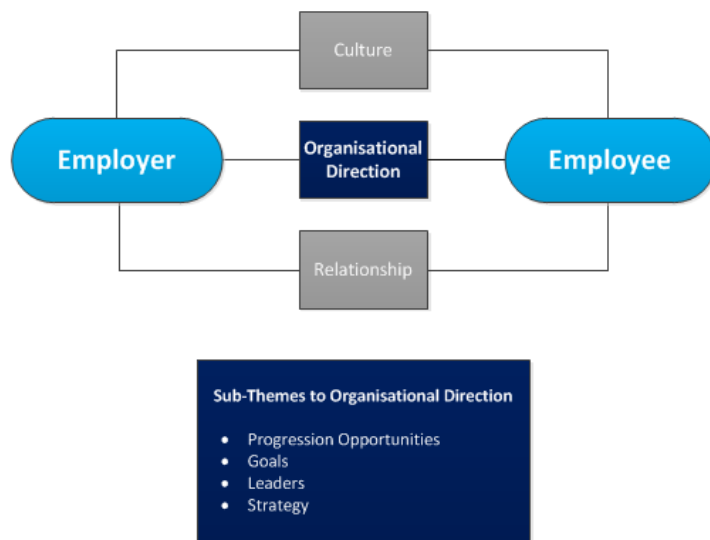 Culture
Employer
Organisational
Direction
Employee
Relationship
Sub-Themes to Organisational Direction
• Progression Opportunities
• Goals
• Leaders
• Strategy